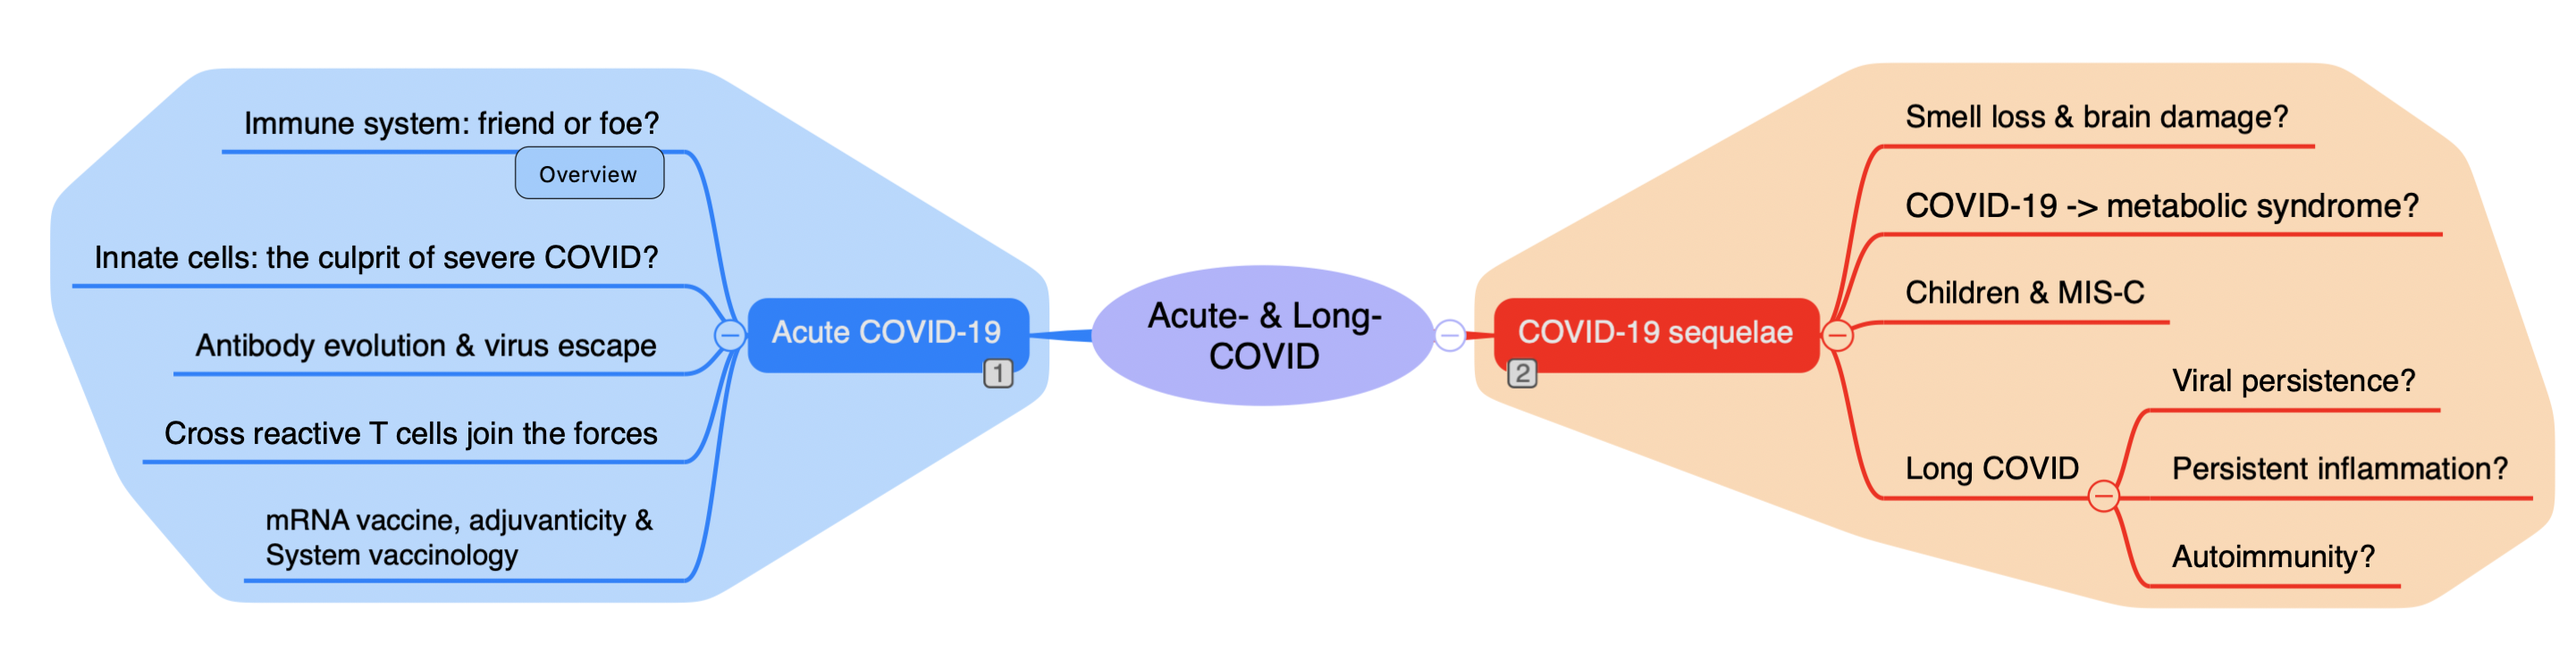 Immune system: friend or foe?
Overview
Innate cells: the culprit of severe COVID?
Antibody evolution & virus escape
Cross reactive T cells join the forces
mRNA vaccine, adjuvanticity &
System vaccinology
Acute COVID-19
1
Acute- & Long-
COVID
COVID-19 sequelae
2
Smell loss & brain damage?
COVID-19 -> metabolic syndrome?
Children & MIS-C
Long COVID
Viral persistence?
Persistent inflammation?
Autoimmunity?